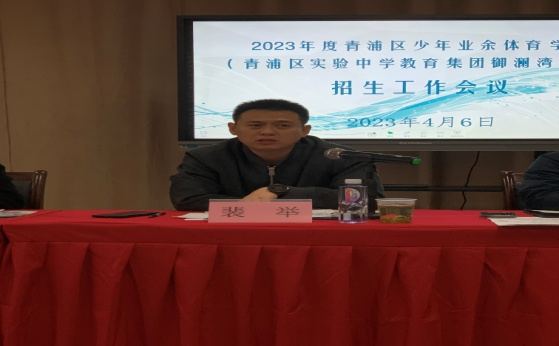 2023年度青浦区少年业余体育学
(青浦区实验中学教育集团御澜湾
招生工作会议
2023年4月6日
裴 举